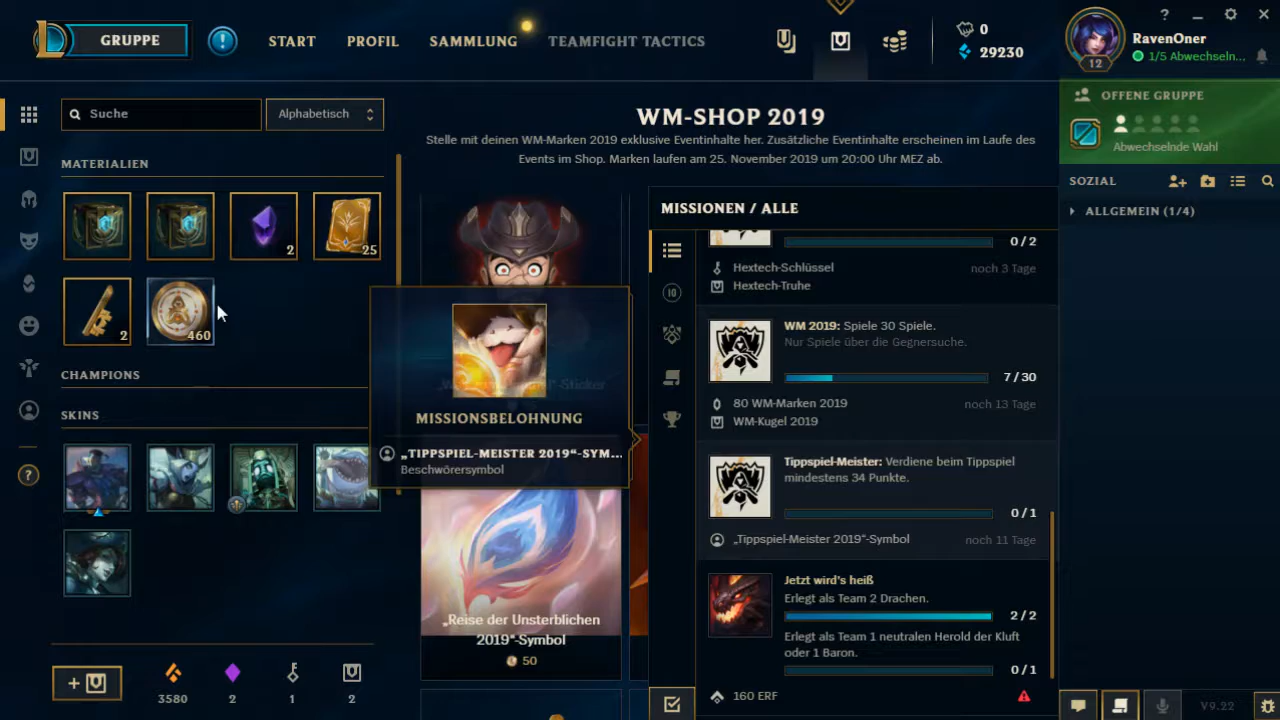 GRUPPE
START
PROFIL
SAMMLUNG
TEAMFIGHT TACTICS
0
29230
?
RavenOner
12
1/5 Abwechseln...
OFFENE GRUPPE
Abwechselnde Wahl
SOZIAL
ALLGEMEIN (1/4)
Suche
Alphabetisch
MATERIALIEN
2
25
2
460
CHAMPIONS
SKINS
?
3580
2
1
2
WM-SHOP 2019
Stelle mit deinen WM-Marken 2019 exklusive Eventinhalte her. Zusätzliche Eventinhalte erscheinen im Laufe des
Events im Shop. Marken laufen am 25. November 2019 um 20:00 Uhr MEZ ab.
MISSIONSBELOHNUNG
„TIPPSPIEL-MEISTER 2019“-SYM...
Beschwörersymbol
„Reise der Unsterblichen
2019“-Symbol
50
MISSIONEN / ALLE
0 / 2
Hextech-Schlüssel
noch 3 Tage
Hextech-Truhe
10
WM 2019: Spiele 30 Spiele.
Nur Spiele über die Gegnersuche.
7 / 30
80 WM-Marken 2019
noch 13 Tage
WM-Kugel 2019
Tippspiel-Meister: Verdiene beim Tippspiel
mindestens 34 Punkte.
0 / 1
„Tippspiel-Meister 2019“-Symbol
noch 11 Tage
Jetzt wird's heiß
Erlegt als Team 2 Drachen.
2 / 2
Erlegt als Team 1 neutralen Herold der Kluft
oder 1 Baron.
0 / 1
160 ERF
V9.22